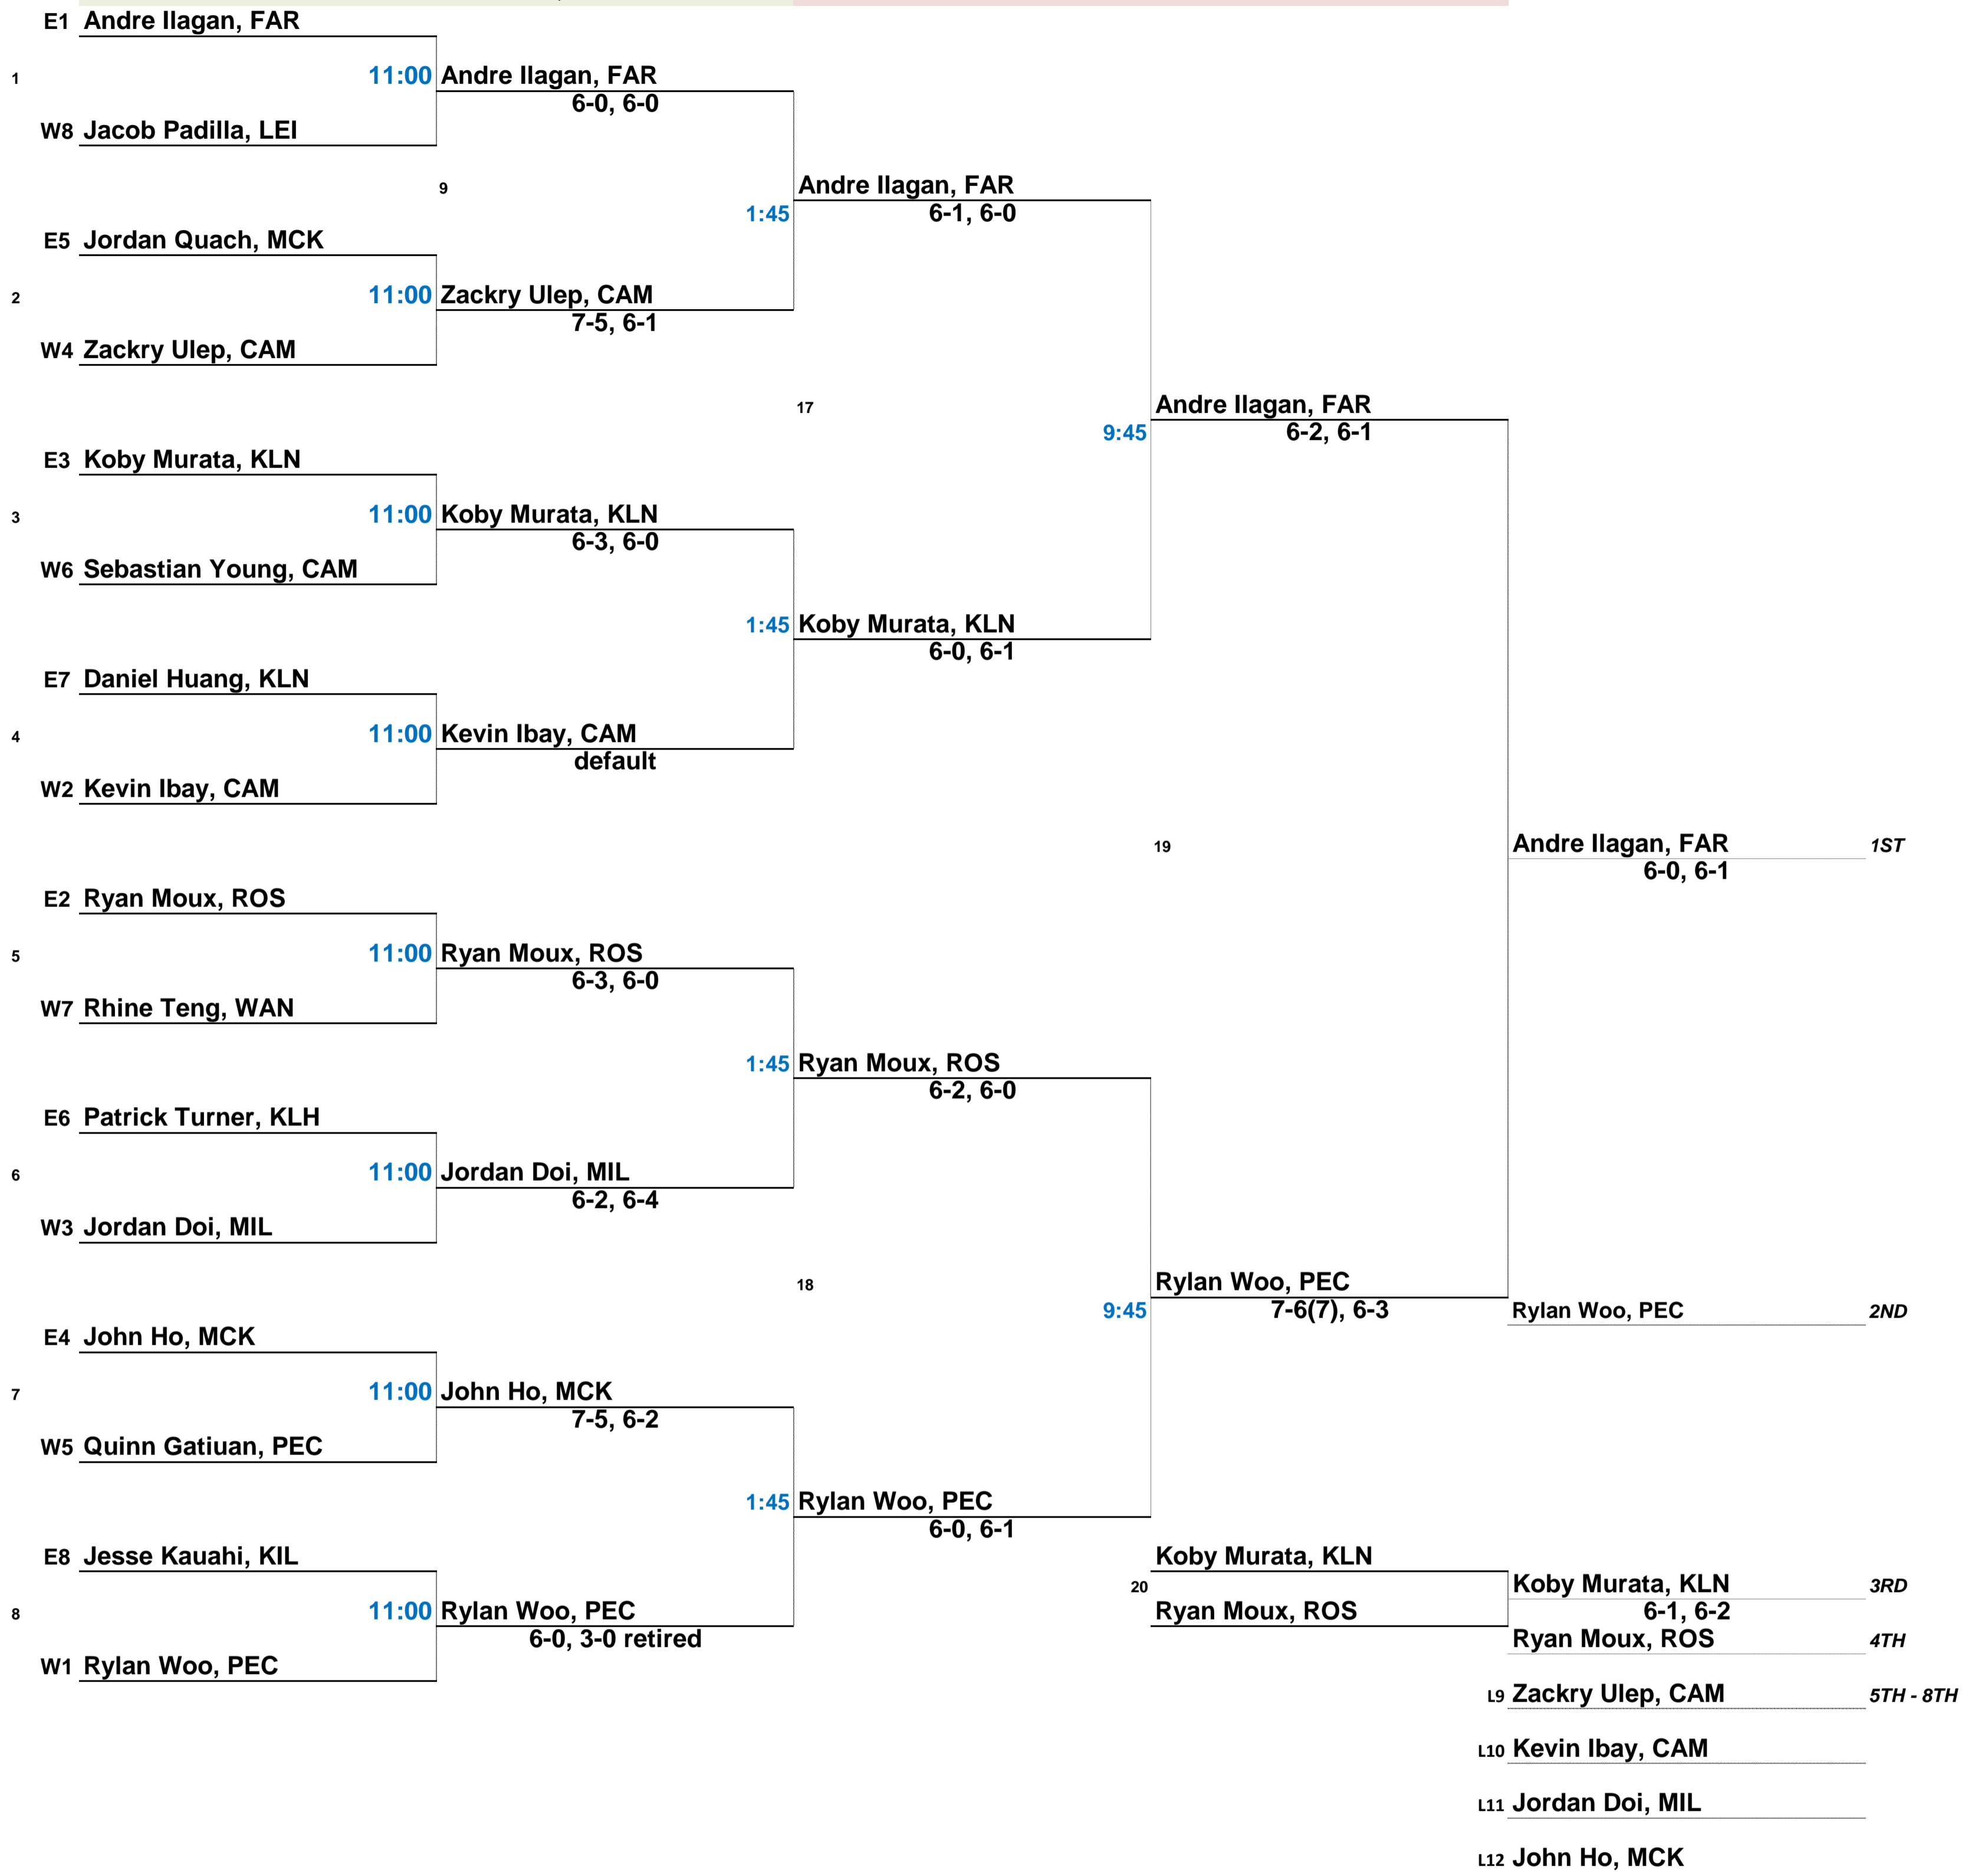 E1 Andre Ilagan, FAR
1 11:00 Andre Ilagan, FAR
6-0, 6-0
W8 Jacob Padilla, LEI
9 Andre Ilagan, FAR
1:45 6-1, 6-0
E5 Jordan Quach, MCK
2 11:00 Zackry Ulep, CAM
7-5, 6-1
W4 Zackry Ulep, CAM
17 Andre Ilagan, FAR
9:45 6-2, 6-1
E3 Koby Murata, KLN
3 11:00 Koby Murata, KLN
6-3, 6-0
W6 Sebastian Young, CAM
1:45 Koby Murata, KLN
6-0, 6-1
E7 Daniel Huang, KLN
4 11:00 Kevin Ibay, CAM
default
W2 Kevin Ibay, CAM
19 Andre Ilagan, FAR 1ST
6-0, 6-1
E2 Ryan Moux, ROS
5 11:00 Ryan Moux, ROS
6-3, 6-0
W7 Rhine Teng, WAN
1:45 Ryan Moux, ROS
6-2, 6-0
E6 Patrick Turner, KLH
6 11:00 Jordan Doi, MIL
6-2, 6-4
W3 Jordan Doi, MIL
18 Rylan Woo, PEC
9:45 7-6(7), 6-3 Rylan Woo, PEC 2ND
E4 John Ho, MCK
7 11:00 John Ho, MCK
7-5, 6-2
W5 Quinn Gatiuan, PEC
1:45 Rylan Woo, PEC
6-0, 6-1
E8 Jesse Kauahi, KIL Koby Murata, KLN
20 Koby Murata, KLN 3RD
8 11:00 Rylan Woo, PEC Ryan Moux, ROS 6-1, 6-2
6-0, 3-0 retired Ryan Moux, ROS 4TH
W1 Rylan Woo, PEC
L9 Zackry Ulep, CAM 5TH - 8TH
L10 Kevin Ibay, CAM
L11 Jordan Doi, MIL
L12 John Ho, MCK